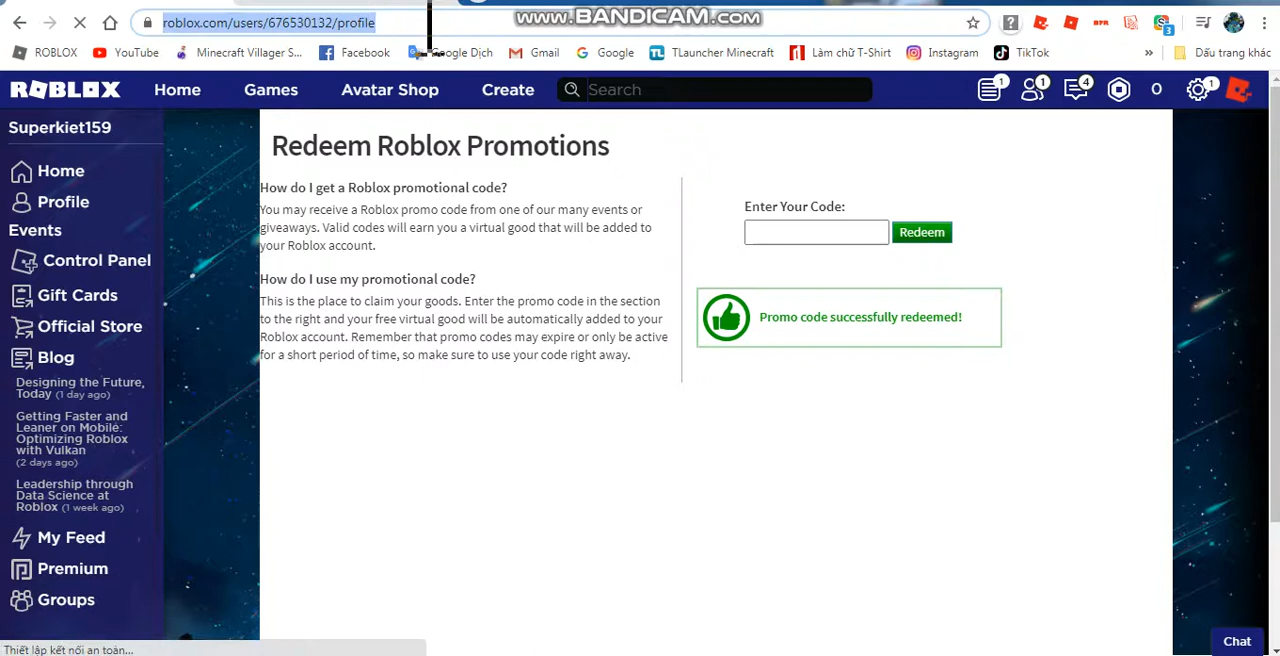 roblox.com/users/676530132/profile
www.BANDICAM.com
3
ROBLOX
YouTube
Minecraft Villager S...
Facebook
Google Dịch
Gmail
Google
TLauncher Minecraft
Làm chữ T-Shirt
Instagram
TikTok
»
Dấu trang khác
ROBLOX
Home
Games
Avatar Shop
Create
Search
1
1
4
0
1
Superkiet159
Home
Profile
Events
Control Panel
Gift Cards
Official Store
Blog
Designing the Future,
Today (1 day ago)
Getting Faster and
Leaner on Mobile:
Optimizing Roblox
with Vulkan
(2 days ago)
Leadership through
Data Science at
Roblox (1 week ago)
My Feed
Premium
Groups
Redeem Roblox Promotions
How do I get a Roblox promotional code?
You may receive a Roblox promo code from one of our many events or
giveaways. Valid codes will earn you a virtual good that will be added to
your Roblox account.
How do I use my promotional code?
This is the place to claim your goods. Enter the promo code in the section
to the right and your free virtual good will be automatically added to your
Roblox account. Remember that promo codes may expire or only be active
for a short period of time, so make sure to use your code right away.
Enter Your Code:
Redeem
Promo code successfully redeemed!
Chat
Thiết lập kết nối an toàn...